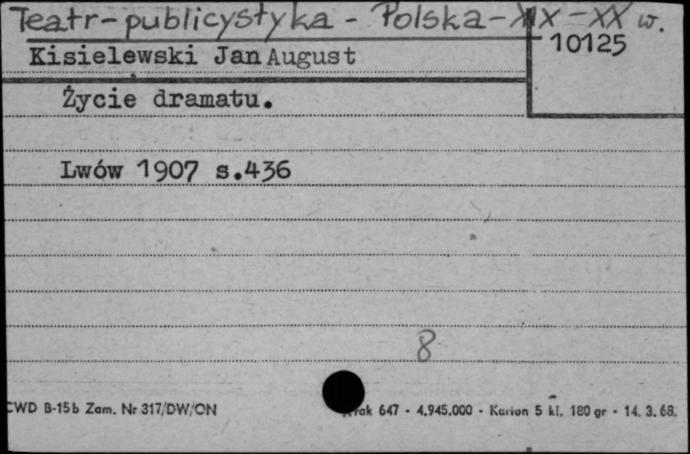 Teatr-publicystyka - Polska - XIX - XX w.
10125
Kisielewski Jan August
Życie dramatu.
Lwów 1907 s.436
8
CWD B-15b Zam. Nr 317/DW/ON
647 - 4.945.000 - Karton 5 kl. 180 gr - 14. 3. 68.